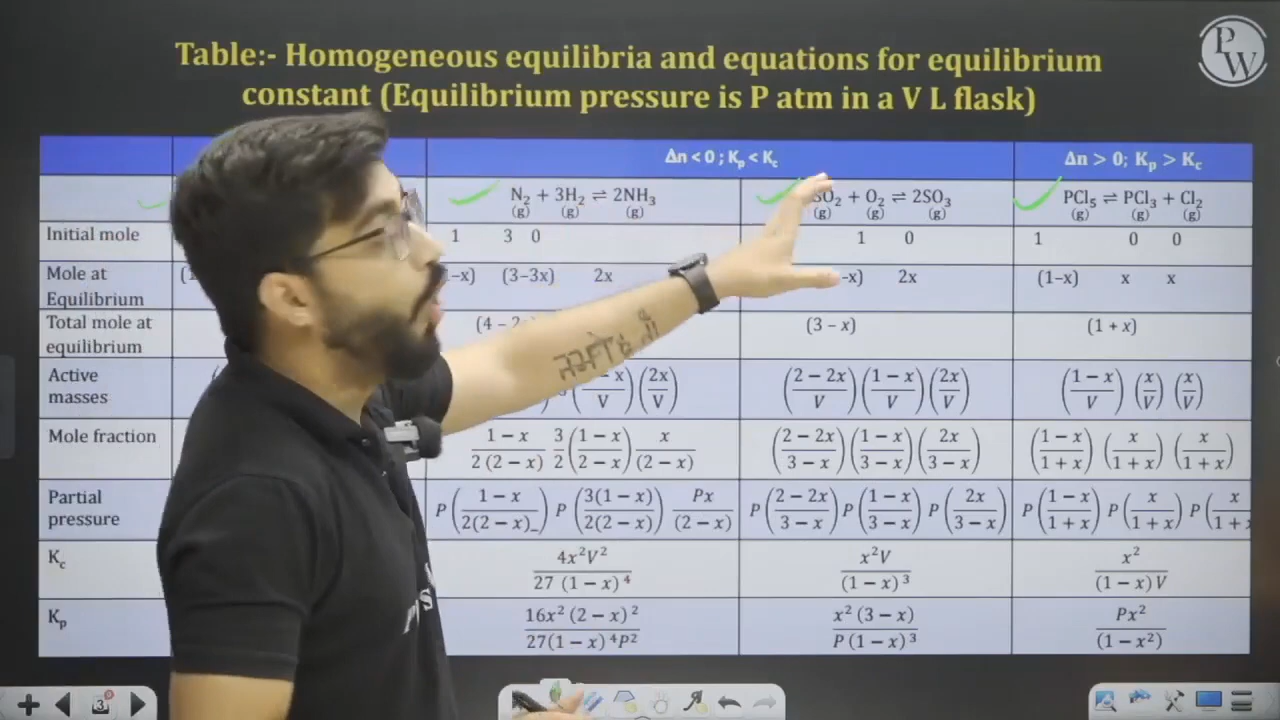 PW
Table:- Homogeneous equilibria and equations for equilibrium
constant (Equilibrium pressure is P atm in a V L flask)
Δn < 0 ; Kp < Kc
Δn > 0; Kp > Kc
N₂ + 3H₂ ⇌ 2NH₃
(g) (g) (g)
SO₂ + O₂ ⇌ 2SO₃
(g) (g) (g)
PCl₅ ⇌ PCl₃ + Cl₂
(g) (g) (g)
Initial mole 1 3 0 1 0 1 0 0
Mole at
Equilibrium
(3–3x) 2x 2x (1–x) x x
Total mole at
equilibrium
(3 – x) (1 + x)
Active
masses
(2x/V) ((2 − 2x)/V) ((1 − x)/V) (2x/V) ((1 − x)/V) (x/V) (x/V)
Mole fraction (1 − x)/(2 (2 − x)) 3/2 ((1 − x)/(2 − x)) x/(2 − x) ((2 − 2x)/(3 − x)) ((1 − x)/(3 − x)) (2x/(3 − x)) ((1 − x)/(1 + x)) (x/(1 + x)) (x/(1 + x))
Partial
pressure
P ((1 − x)/(2(2 − x))) P (3(1 − x)/(2(2 − x))) Px/(2 − x) P ((2 − 2x)/(3 − x)) P ((1 − x)/(3 − x)) P (2x/(3 − x)) P ((1 − x)/(1 + x)) P (x/(1 + x)) P
Kc 4x²V²/(27 (1 − x)⁴) x²V/(1 − x)³ x²/((1 − x) V)
Kp 16x² (2 − x)²/(27(1 − x)⁴P²) x² (3 − x)/(P (1 − x)³) Px²/(1 − x²)